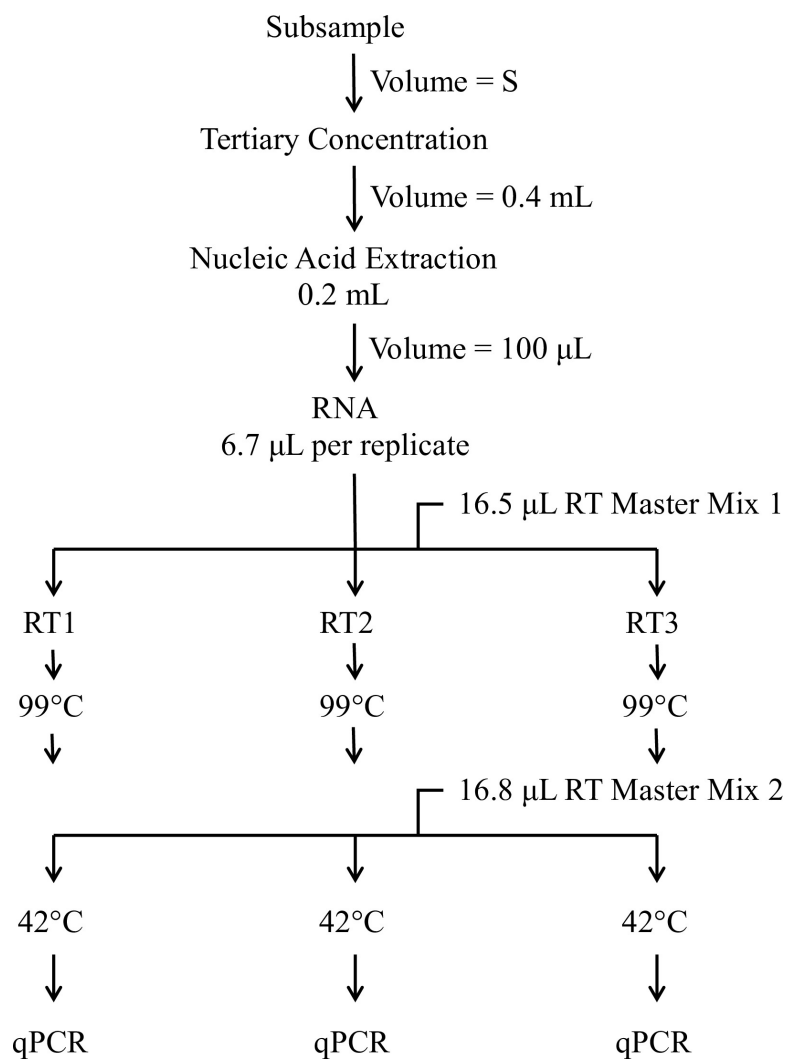 Subsample
Volume = S
Tertiary Concentration
Volume = 0.4 mL
Nucleic Acid Extraction
0.2 mL
Volume = 100 μL
RNA
6.7 μL per replicate
16.5 μL RT Master Mix 1
RT1
RT2
RT3
99°C
99°C
99°C
16.8 μL RT Master Mix 2
42°C
42°C
42°C
qPCR
qPCR
qPCR